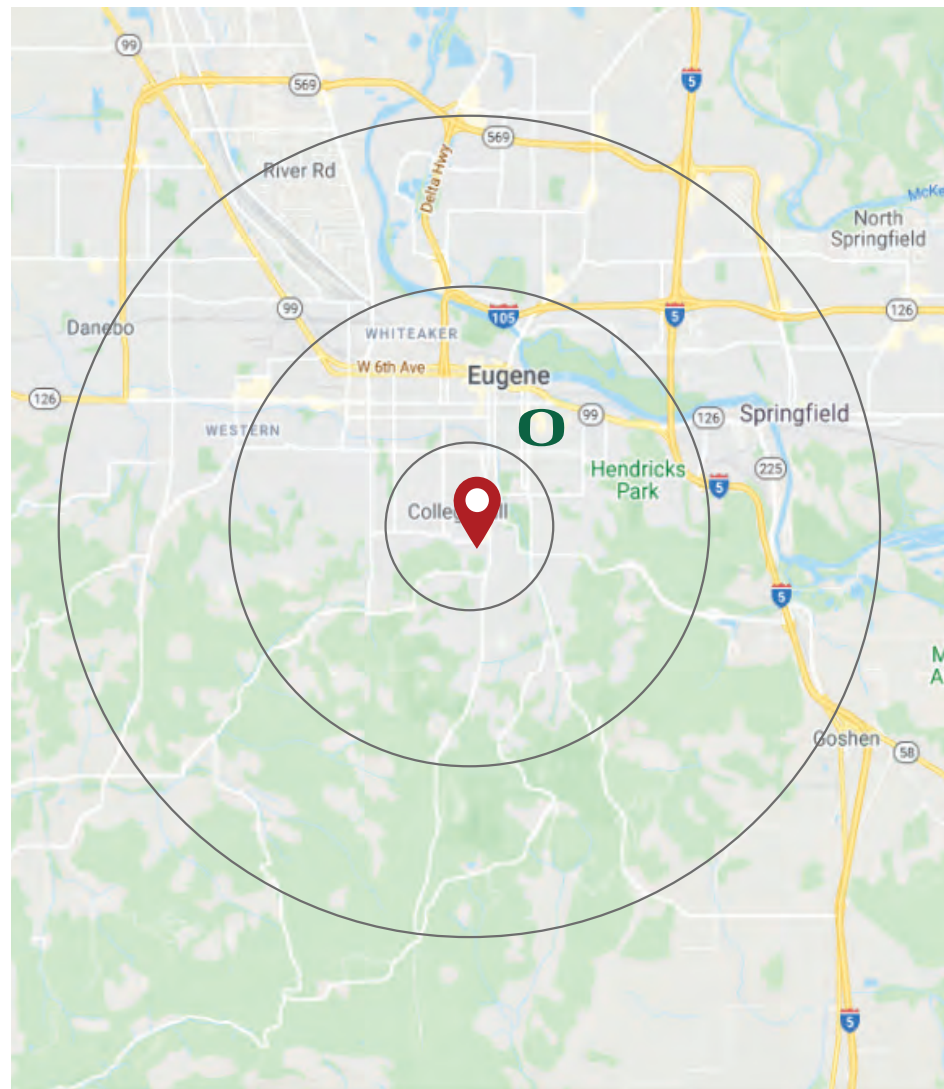 99
5
569
569
River Rd
Delta Hwy
North
Springfield
99
105
5
126
Danebo
WHITEAKER
W 6th Ave
Eugene
126
99
126
Springfield
WESTERN
O
Hendricks
Park
225
5
5
Goshen
58
5